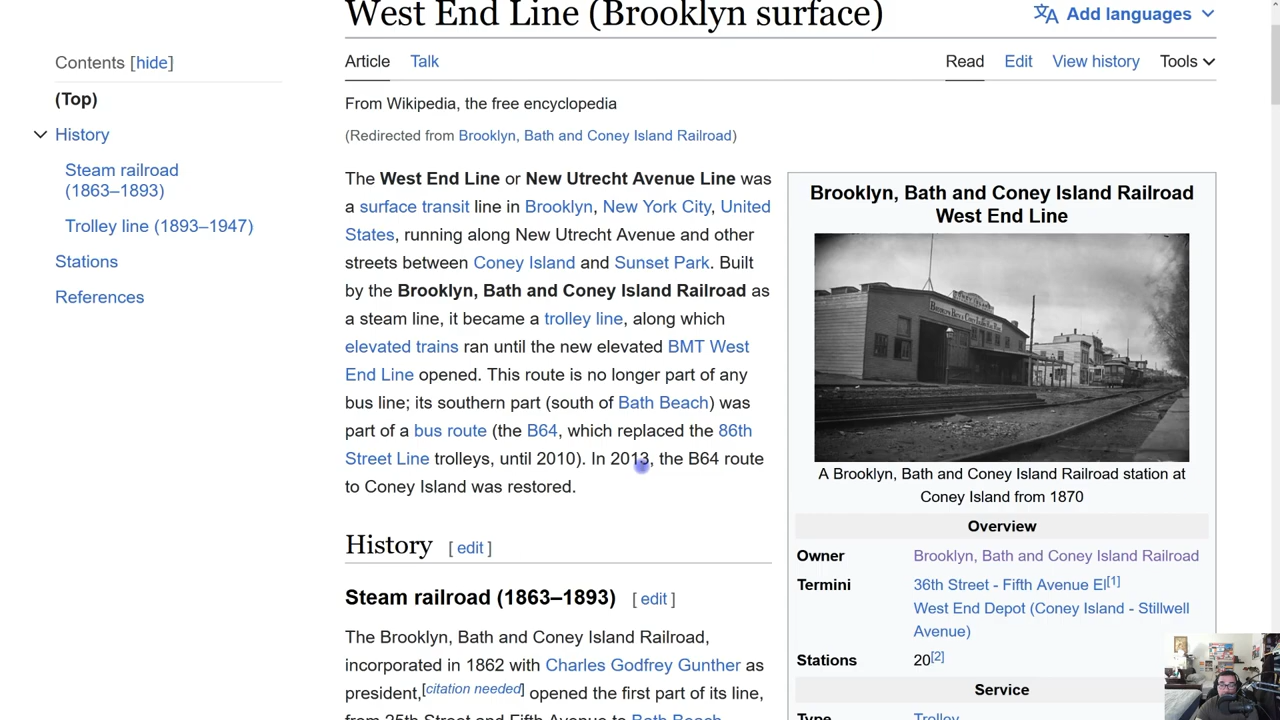 West End Line (Brooklyn surface)
Add languages
Contents [hide]
(Top)
History
Steam railroad
(1863–1893)
Trolley line (1893–1947)
Stations
References
Article Talk
Read Edit View history Tools
From Wikipedia, the free encyclopedia
(Redirected from Brooklyn, Bath and Coney Island Railroad)
The West End Line or New Utrecht Avenue Line was
a surface transit line in Brooklyn, New York City, United
States, running along New Utrecht Avenue and other
streets between Coney Island and Sunset Park. Built
by the Brooklyn, Bath and Coney Island Railroad as
a steam line, it became a trolley line, along which
elevated trains ran until the new elevated BMT West
End Line opened. This route is no longer part of any
bus line; its southern part (south of Bath Beach) was
part of a bus route (the B64, which replaced the 86th
Street Line trolleys, until 2010). In 2013, the B64 route
to Coney Island was restored.
History [ edit ]
Steam railroad (1863–1893) [ edit ]
The Brooklyn, Bath and Coney Island Railroad,
incorporated in 1862 with Charles Godfrey Gunther as
president,[citation needed] opened the first part of its line,
from 25th Street and Fifth Avenue to Bath Beach
Brooklyn, Bath and Coney Island Railroad
West End Line
A Brooklyn, Bath and Coney Island Railroad station at
Coney Island from 1870
Overview
Owner Brooklyn, Bath and Coney Island Railroad
Termini 36th Street - Fifth Avenue El[1]
West End Depot (Coney Island - Stillwell
Avenue)
Stations 20[2]
Service
Type Trolley